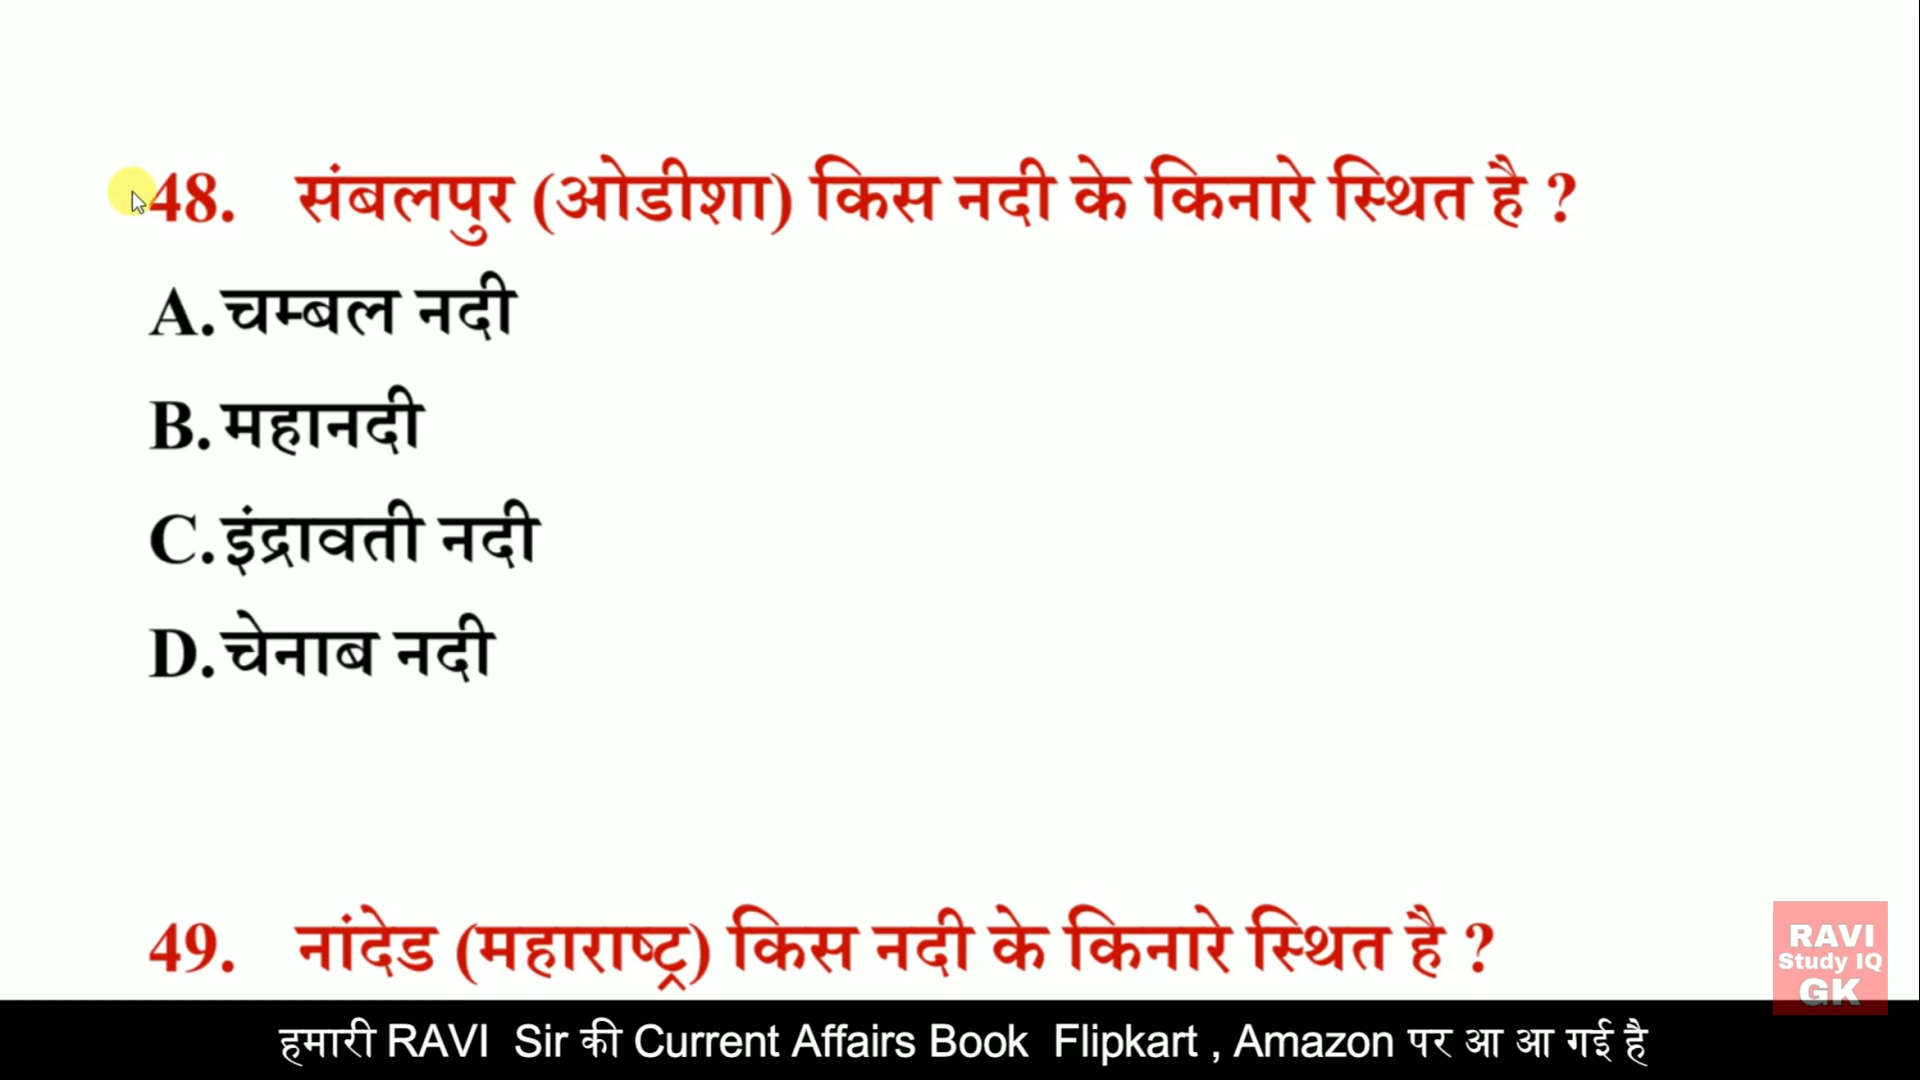 48. संबलपुर (ओडीशा) किस नदी के किनारे स्थित है ?
A. चम्बल नदी
B. महानदी
C. इंद्रावती नदी
D. चेनाब नदी
49. नांदेड (महाराष्ट्र) किस नदी के किनारे स्थित है ?
RAVI
Study IQ
GK
हमारी RAVI Sir की Current Affairs Book Flipkart , Amazon पर आ आ गई है